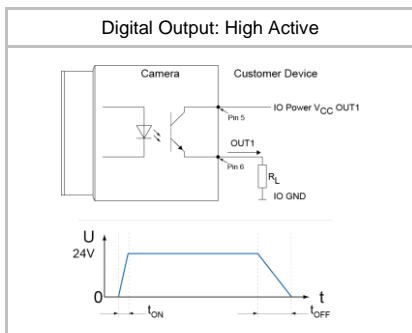 Digital Output: High Active
Camera
Customer Device
IO Power VCC OUT1
Pin 5
OUT1
Pin 6
RL
IO GND
U
24V
0
t
tON
tOFF